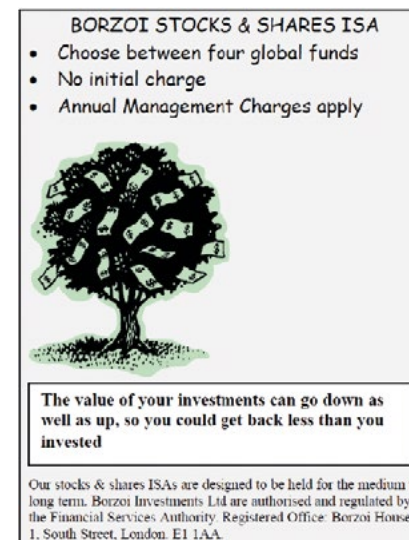 BORZOI STOCKS & SHARES ISA
• Choose between four global funds
• No initial charge
• Annual Management Charges apply
The value of your investments can go down as
well as up, so you could get back less than you
invested
Our stocks & shares ISAs are designed to be held for the medium
long term. Borzoi Investments Ltd are authorised and regulated by
the Financial Services Authority. Registered Office: Borzoi House
1, South Street, London. E1 1AA.